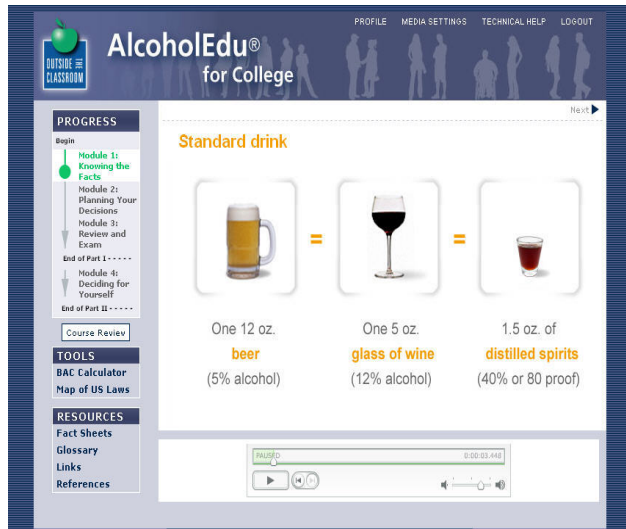 PROFILE MEDIA SETTINGS TECHNICAL HELP LOGOUT
OUTSIDE THE
CLASSROOM
AlcoholEdu®
for College
Next
PROGRESS
Begin
Module 1:
Knowing the
Facts
Module 2:
Planning Your
Decisions
Module 3:
Review and
Exam
End of Part I - - - - -
Module 4:
Deciding for
Yourself
End of Part II - - - - -
Course Review
TOOLS
BAC Calculator
Map of US Laws
RESOURCES
Fact Sheets
Glossary
Links
References
Standard drink
= =
One 12 oz.
beer
(5% alcohol)
One 5 oz.
glass of wine
(12% alcohol)
1.5 oz. of
distilled spirits
(40% or 80 proof)
PAUSED 0:00:03.448